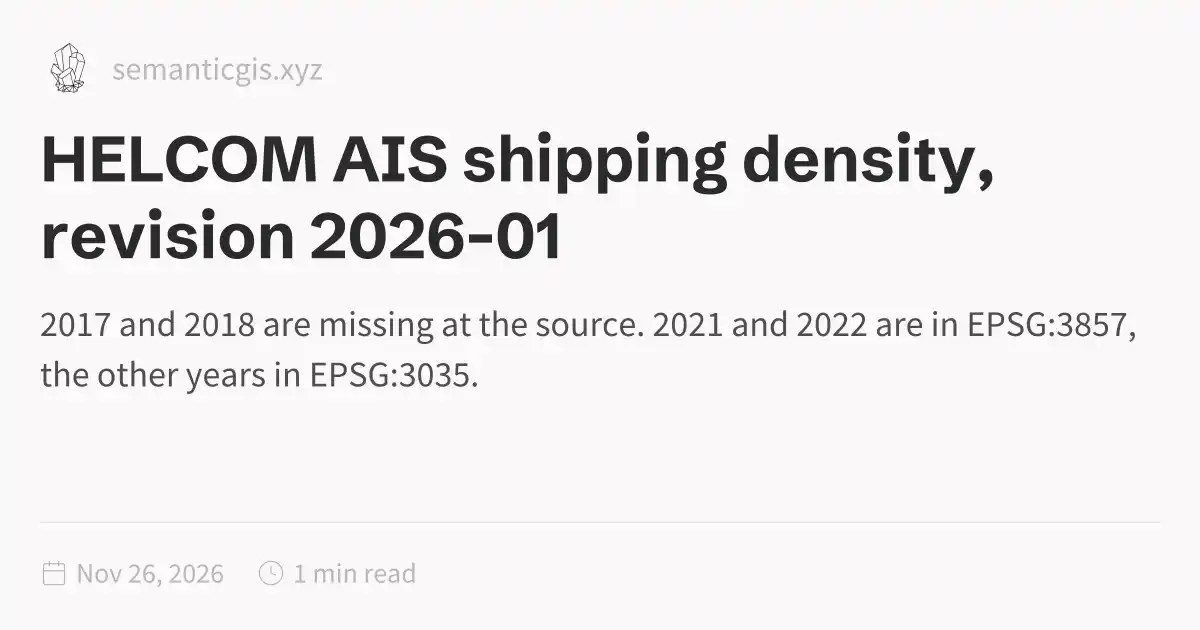 semanticgis.xyz
HELCOM AIS shipping density,
revision 2026-01
2017 and 2018 are missing at the source. 2021 and 2022 are in EPSG:3857,
the other years in EPSG:3035.
Nov 26, 2026 1 min read